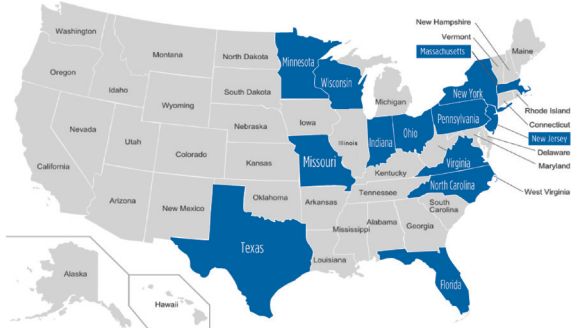 New Hampshire
Vermont
Massachusetts
Washington
Maine
Montana
North Dakota
Minnesota
Oregon
Wisconsin
South Dakota
Idaho
Wyoming
New York
Michigan
Rhode Island
Pennsylvania
Connecticut
Iowa
Nebraska
Nevada
Ohio
New Jersey
Illinois
Indiana
Utah
Delaware
Colorado
Missouri
Virginia
Maryland
Kansas
California
Kentucky
North Carolina
West Virginia
Tennessee
Oklahoma
Arkansas
Arizona
New Mexico
South
Carolina
Alabama
Georgia
Mississippi
Texas
Louisiana
Alaska
Florida
Hawaii